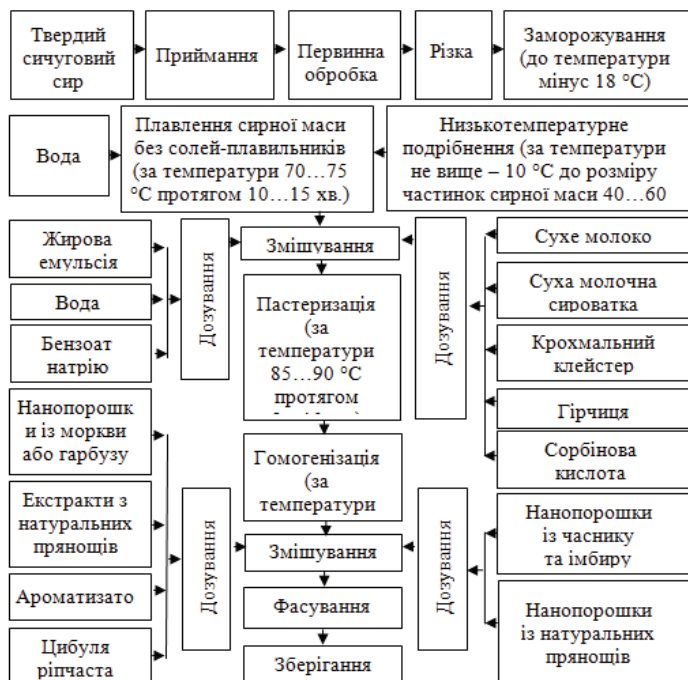 Твердий
сичуговий
сир
Приймання
Первинна
обробка
Різка
Заморожування
(до температури
мінус 18 °С)
Вода
Плавлення сирної маси
без солей-плавильників
(за температури 70…75
°С протягом 10…15 хв.)
Низькотемпературне
подрібнення (за температури
не вище – 10 °С до розміру
частинок сирної маси 40…60
Жирова
емульсія
Вода
Бензоат
натрію
Дозування
Змішування
Пастеризація
(за
температури
85…90 °С
протягом
Дозування
Сухе молоко
Суха молочна
сироватка
Крохмальний
клейстер
Гірчиця
Сорбінова
кислота
Нанопорошк
и із моркви
або гарбузу
Екстракти з
натуральних
прянощів
Ароматизато
Цибуля
ріпчаста
Дозування
Гомогенізація
(за
температури
Змішування
Фасування
Зберігання
Дозування
Нанопорошки
із часнику
та імбиру
Нанопорошки
із натуральних
прянощів